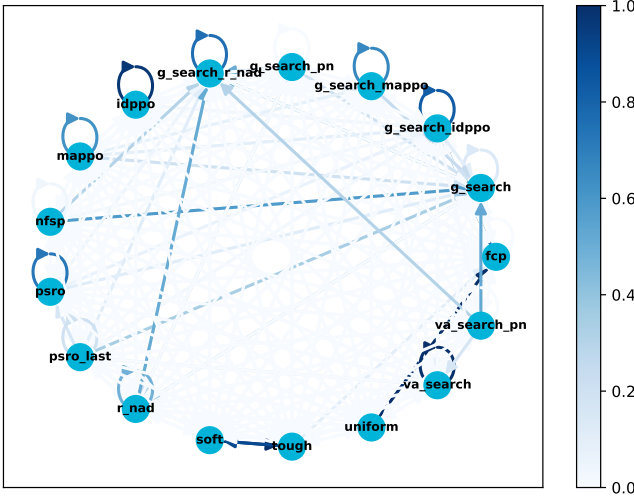 1.0
g_search_pn
g_search_r_nad
g_search_mappo
idppo
0.8
g_search_idppo
mappo
g_search
0.6
nfsp
fcp
psro
0.4
va_search_pn
psro_last
va_search
0.2
r_nad
uniform
soft
tough
0.0